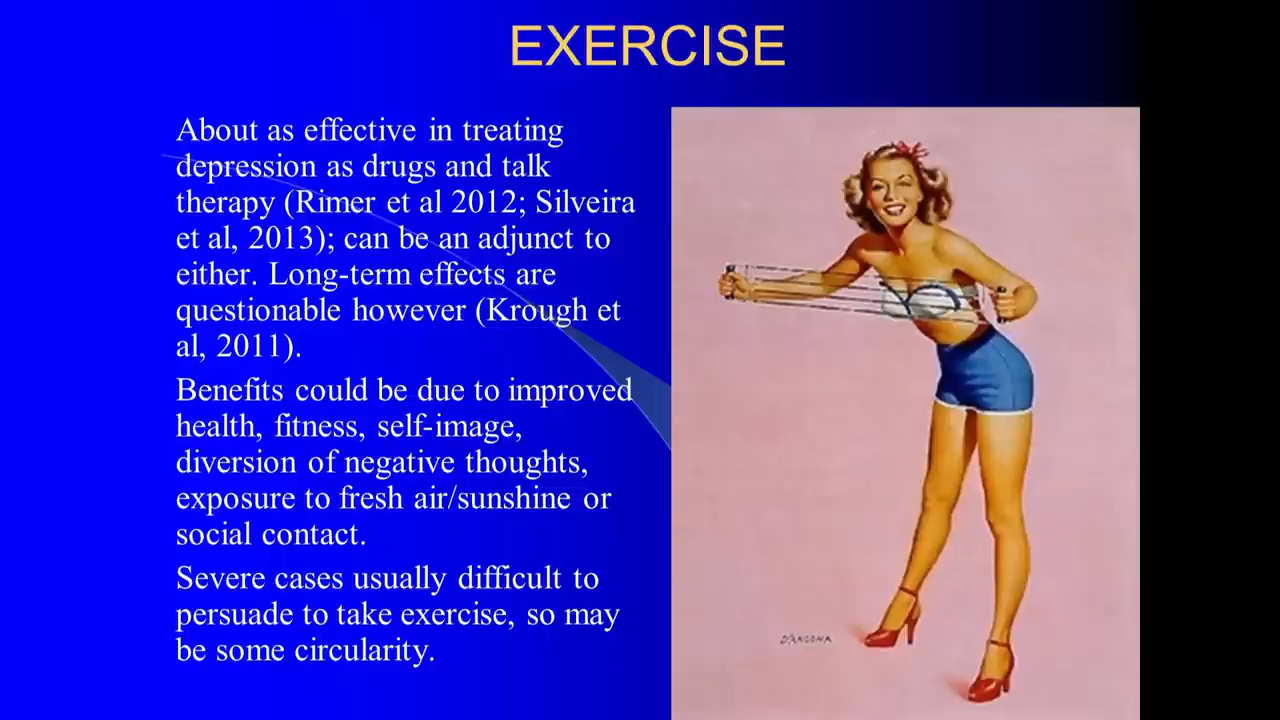 EXERCISE
About as effective in treating
depression as drugs and talk
therapy (Rimer et al 2012; Silveira
et al, 2013); can be an adjunct to
either. Long-term effects are
questionable however (Krough et
al, 2011).
Benefits could be due to improved
health, fitness, self-image,
diversion of negative thoughts,
exposure to fresh air/sunshine or
social contact.
Severe cases usually difficult to
persuade to take exercise, so may
be some circularity.
D'ANCONA